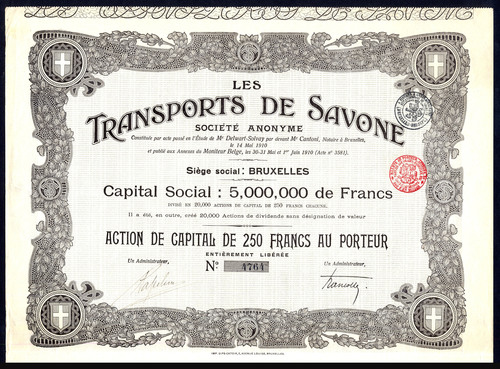 LES
TRANSPORTS DE SAVONE
SOCIÉTÉ ANONYME
Constituée par acte passé en l'Étude de Me Delwart-Solvay par devant Me Cantoni, Notaire à Bruxelles,
le 14 Mai 1910
et publié aux Annexes du Moniteur Belge, les 30-31 Mai et 1er Juin 1910 (Acte no 3381).
Siège social: BRUXELLES
Capital Social : 5,000,000 de Francs
DIVISÉ EN 20,000 ACTIONS DE CAPITAL DE 250 FRANCS CHACUNE.
Il a été, en outre, créé 20,000 Actions de dividende sans désignation de valeur
ACTION DE CAPITAL DE 250 FRANCS AU PORTEUR
ENTIÈREMENT LIBÉRÉE
Un Administrateur,
No 4764
Un Administrateur,